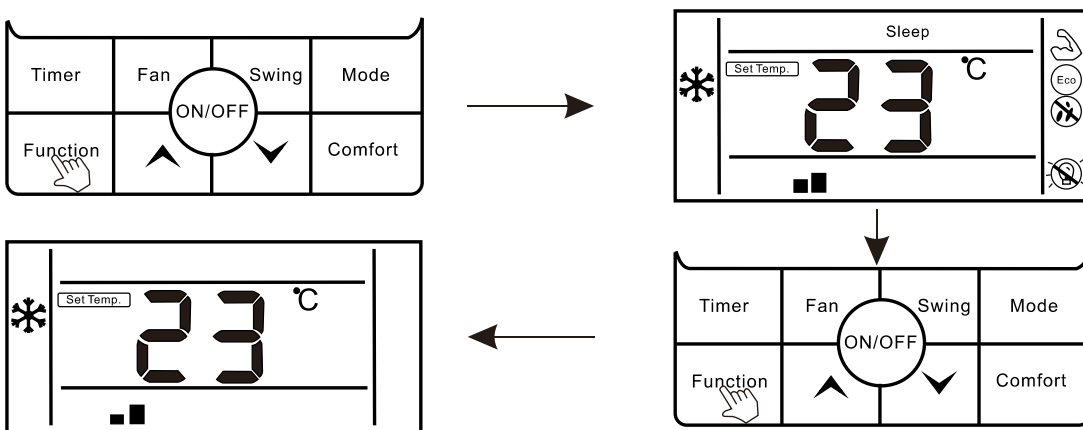 Timer Fan Swing Mode
ON/OFF
Function Comfort
Sleep
Set Temp. 23 °C
Eco
Set Temp. 23 °C
Timer Fan Swing Mode
ON/OFF
Function Comfort